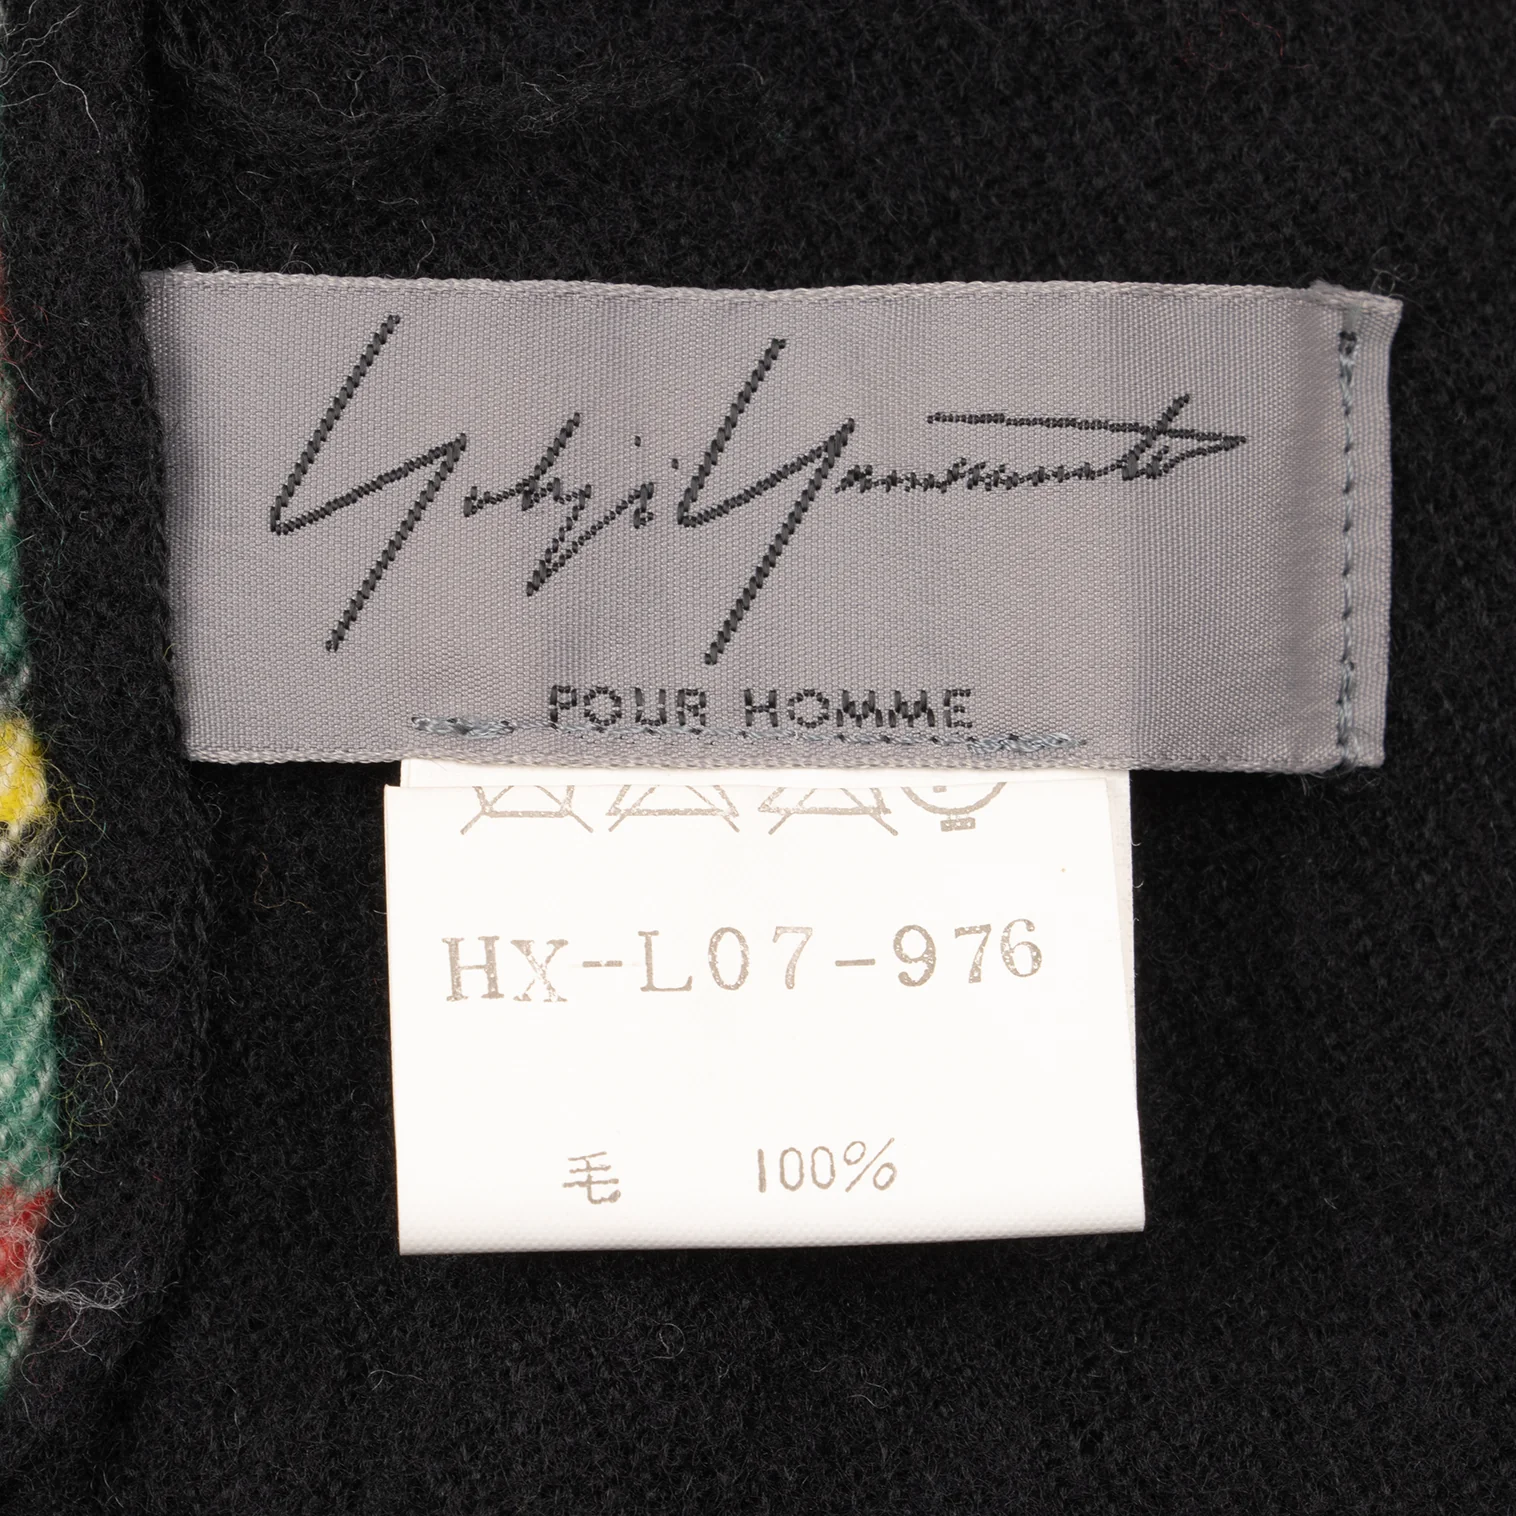 Yohji Yamamoto
POUR HOMME
HX-L07-976
毛 100%